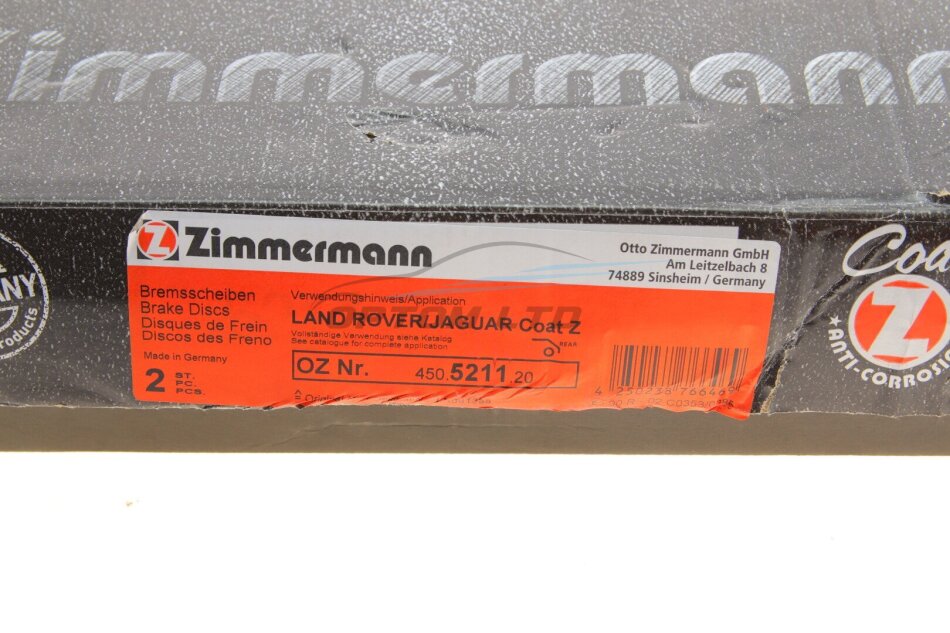 Zimmermann
Zimmermann
Otto Zimmermann GmbH
Am Leitzelbach 8
74889 Sinsheim / Germany
Bremsscheiben
Brake Discs
Disques de Frein
Discos des Freno
Made in Germany
2 ST.
PC.
PCS.
Verwendungshinweis/Application
LAND ROVER/JAGUAR Coat Z
Vollständige Verwendung siehe Katalog
See catalogue for complete application
REAR
OZ Nr. 450.5211.20
Z
ANTI-CORROSI